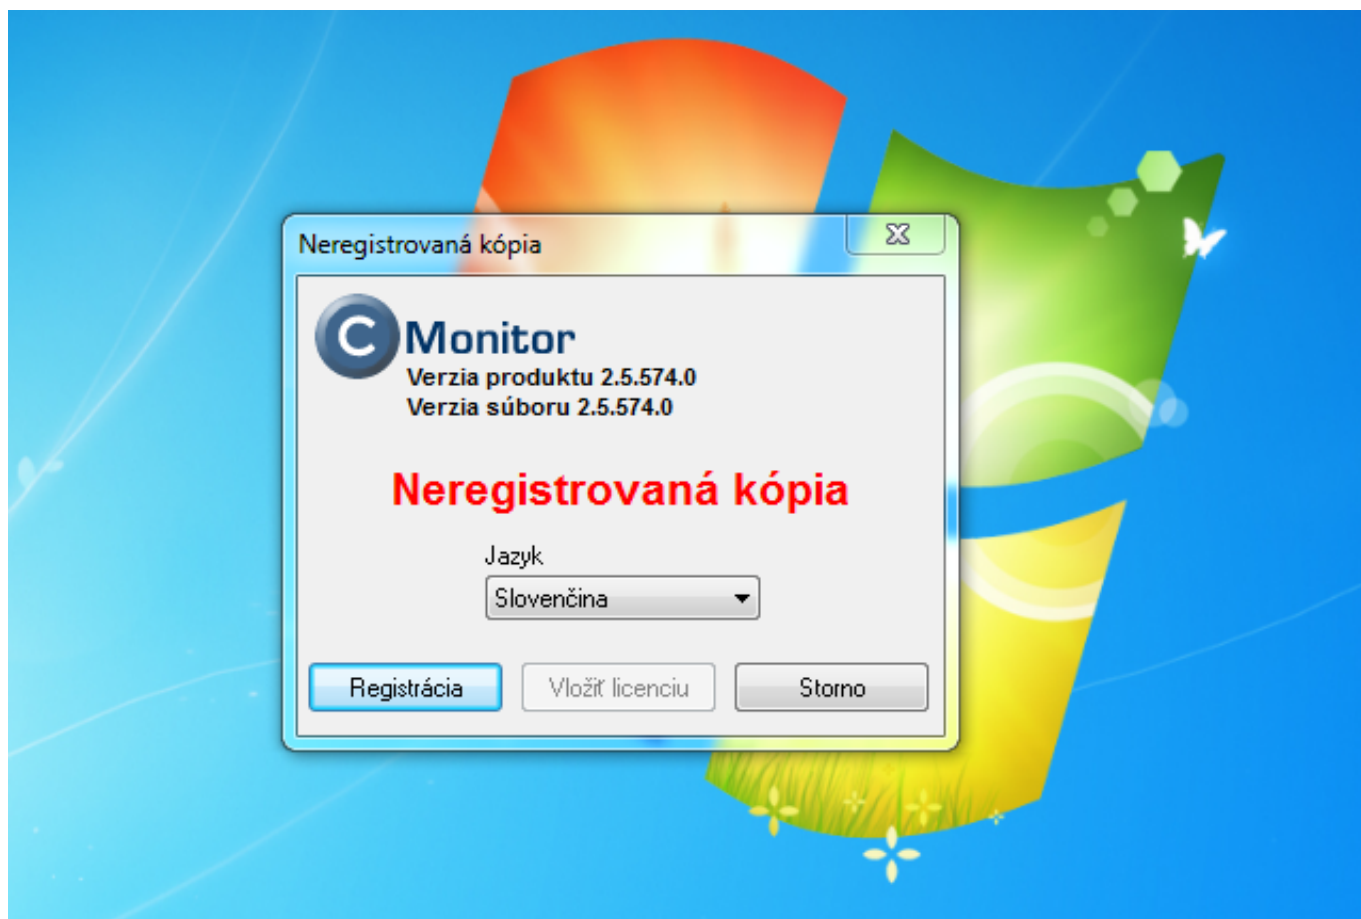 Neregistrovaná kópia
C Monitor
Verzia produktu 2.5.574.0
Verzia súboru 2.5.574.0
Neregistrovaná kópia
Jazyk
Slovenčina
Registrácia Vložiť licenciu Storno